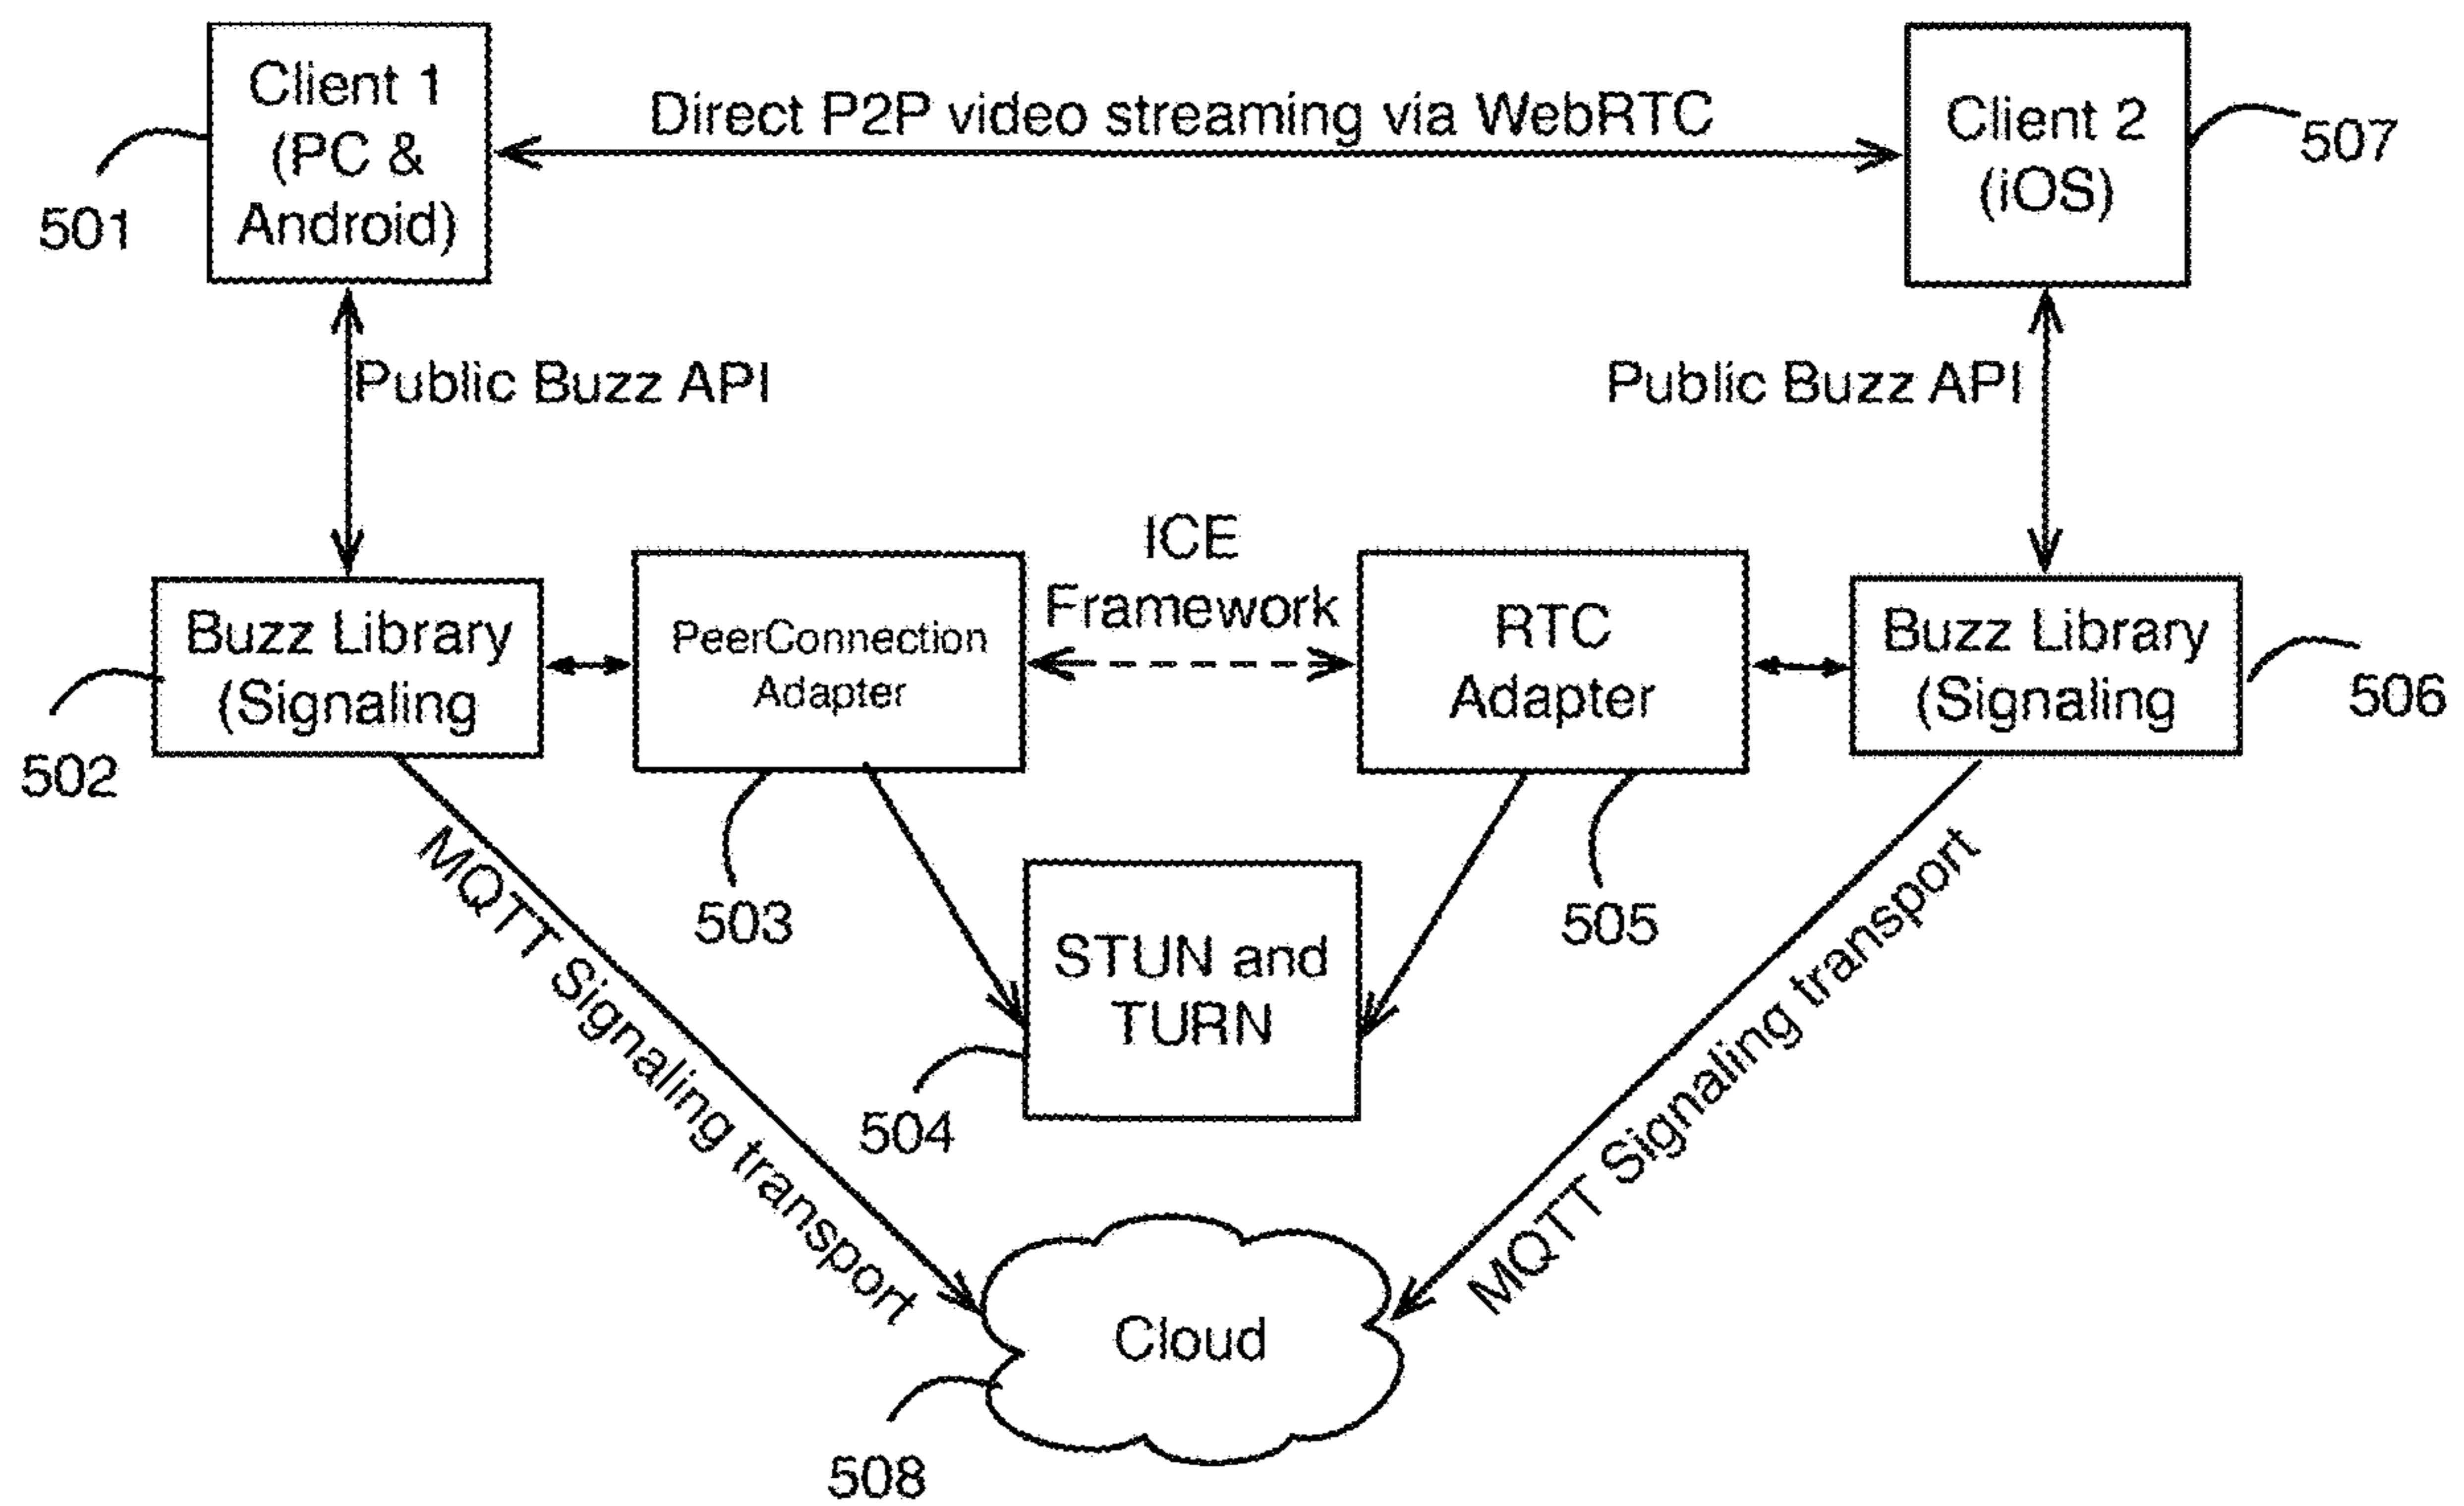 Client 1
(PC &
Android)
501
Direct P2P video streaming via WebRTC
Client 2
(iOS)
507
Public Buzz API
Public Buzz API
Buzz Library
(Signaling
502
PeerConnection
Adapter
503
ICE
Framework
RTC
Adapter
505
Buzz Library
(Signaling
506
STUN and
TURN
504
MQTT Signaling transport
MQTT Signaling transport
Cloud
508